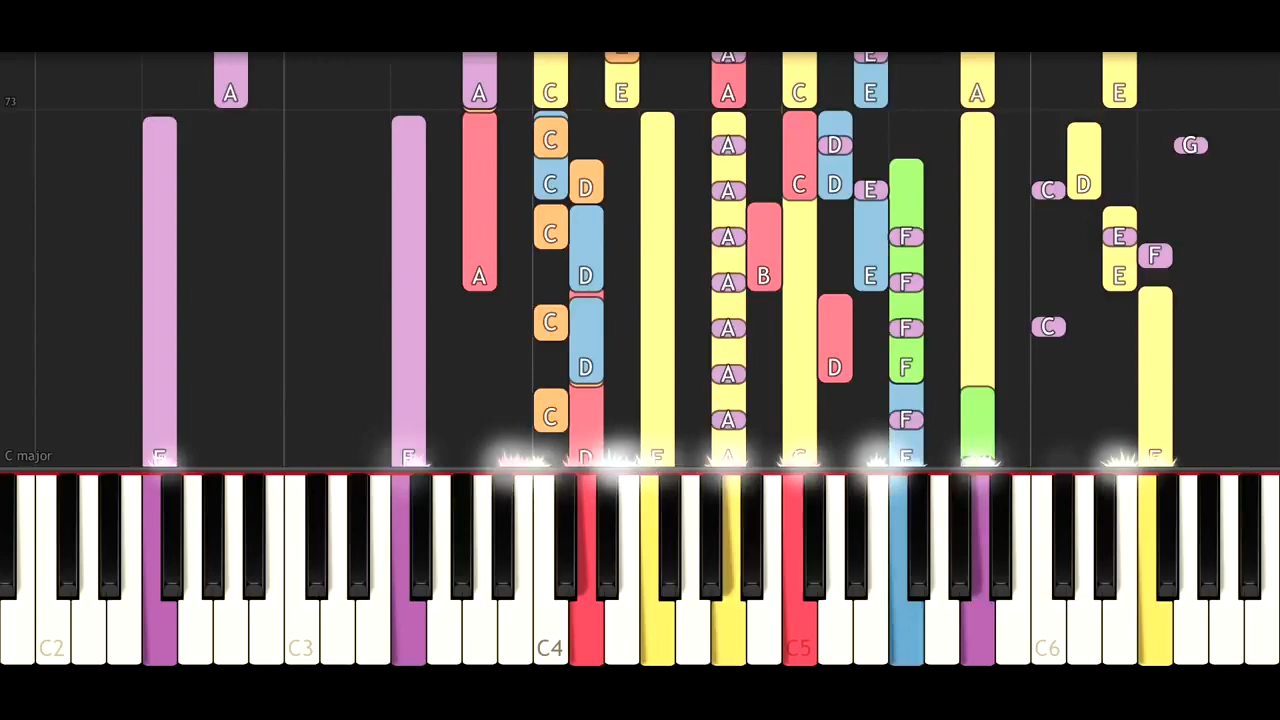 E E
A A C E A C E A E
73
C A D G
C D A C D E C D
C A B F E F
A D A E F E
C A F C
D A D F
C A F
C major F F D F A C F F
C2 C3 C4 C5 C6